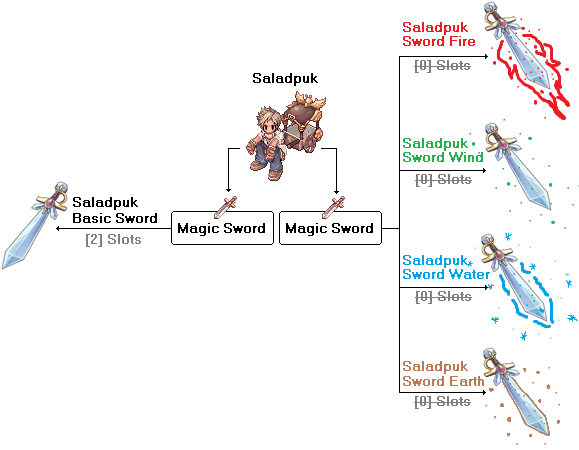 Saladpuk
Magic Sword
Magic Sword
Saladpuk
Basic Sword
[2] Slots
Saladpuk
Sword Fire
[0] Slots
Saladpuk
Sword Wind
[0] Slots
Saladpuk
Sword Water
[0] Slots
Saladpuk
Sword Earth
[0] Slots